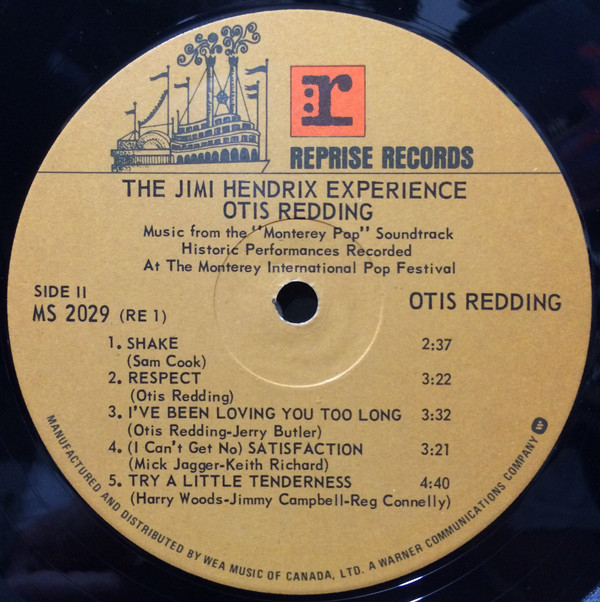 r
REPRISE RECORDS
THE JIMI HENDRIX EXPERIENCE
OTIS REDDING
Music from the "Monterey Pop" Soundtrack
Historic Performances Recorded
At The Monterey International Pop Festival
SIDE II
MS 2029 (RE 1)
OTIS REDDING
1. SHAKE 2:37
(Sam Cook)
2. RESPECT 3:22
(Otis Redding)
3. I'VE BEEN LOVING YOU TOO LONG 3:32
(Otis Redding-Jerry Butler)
4. (I Can't Get No) SATISFACTION 3:21
(Mick Jagger-Keith Richard)
5. TRY A LITTLE TENDERNESS 4:40
(Harry Woods-Jimmy Campbell-Reg Connelly)
MANUFACTURED AND DISTRIBUTED BY WEA MUSIC OF CANADA, LTD. A WARNER COMMUNICATIONS COMPANY W